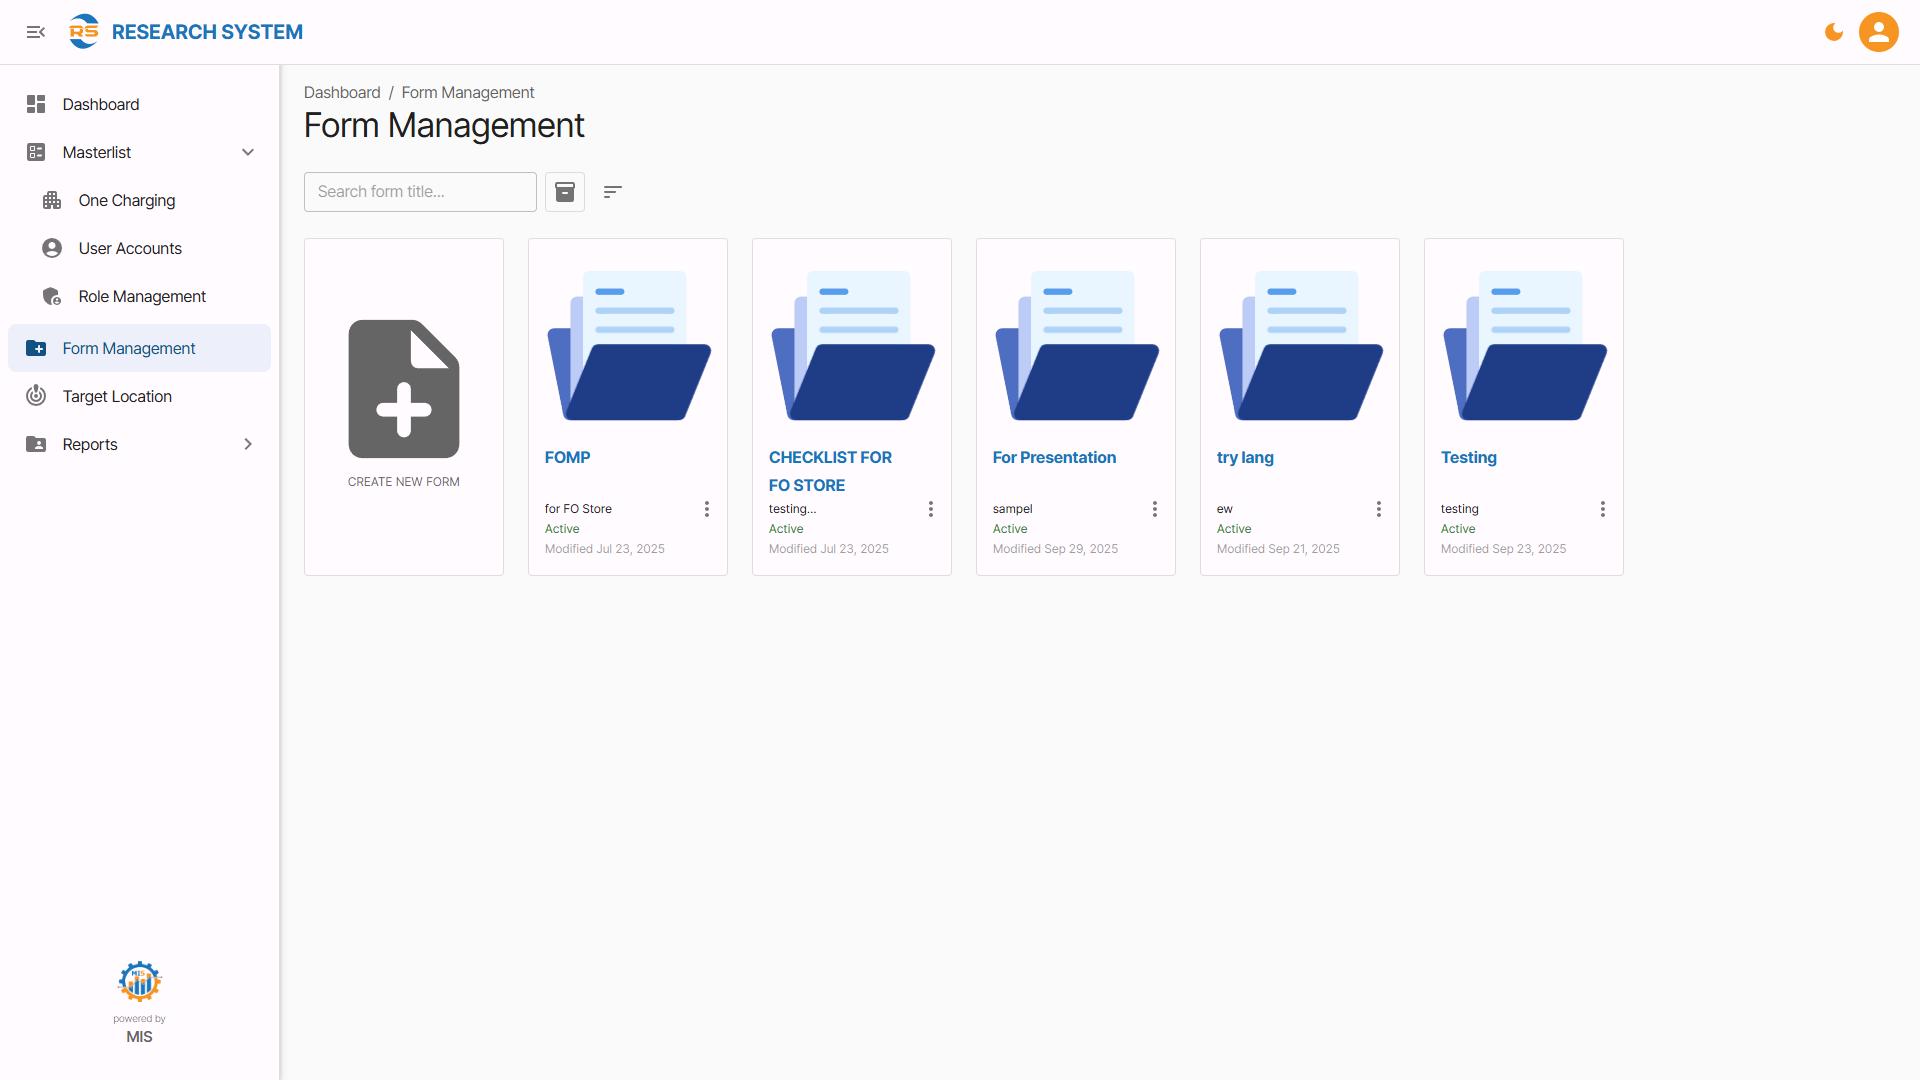 RS RESEARCH SYSTEM
Dashboard
Masterlist
One Charging
User Accounts
Role Management
Form Management
Target Location
Reports
MIS
powered by
MIS
Dashboard / Form Management
Form Management
Search form title...
CREATE NEW FORM
FOMP
for FO Store
Active
Modified Jul 23, 2025
CHECKLIST FOR
FO STORE
testing...
Active
Modified Jul 23, 2025
For Presentation
sampel
Active
Modified Sep 29, 2025
try lang
ew
Active
Modified Sep 21, 2025
Testing
testing
Active
Modified Sep 23, 2025